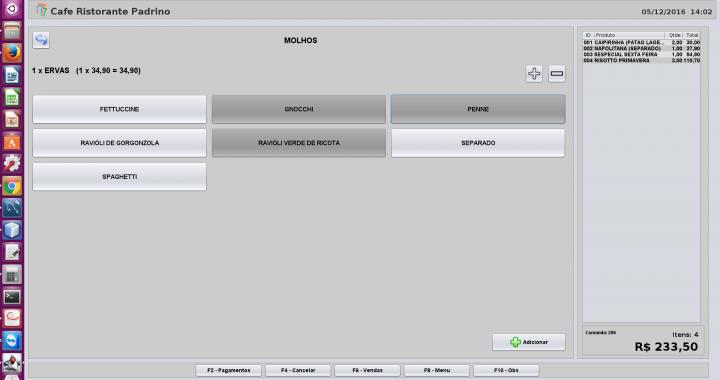 Cafe Ristorante Padrino
05/12/2016 14:02
MOLHOS
1 x ERVAS (1 x 34,90 = 34,90)
FETTUCCINE
GNOCCHI
PENNE
RAVIÓLI DE GORGONZOLA
RAVIÓLI VERDE DE RICOTA
SEPARADO
SPAGHETTI
Adicionar
ID Produto Qtde Total
001 CAIPIRINHA (PATAO LAGE... 2,00 30,00
002 NAPOLITANA (SEPARADO) 1,00 37,90
003 SESPECIAL SEXTA FEIRA 1,00 54,90
004 RISOTTO PRIMAVERA 3,00 110,70
Comanda: 206
Itens: 4
R$ 233,50
F2 - Pagamentos
F4 - Cancelar
F6 - Vendas
F8 - Menu
F10 - Obs